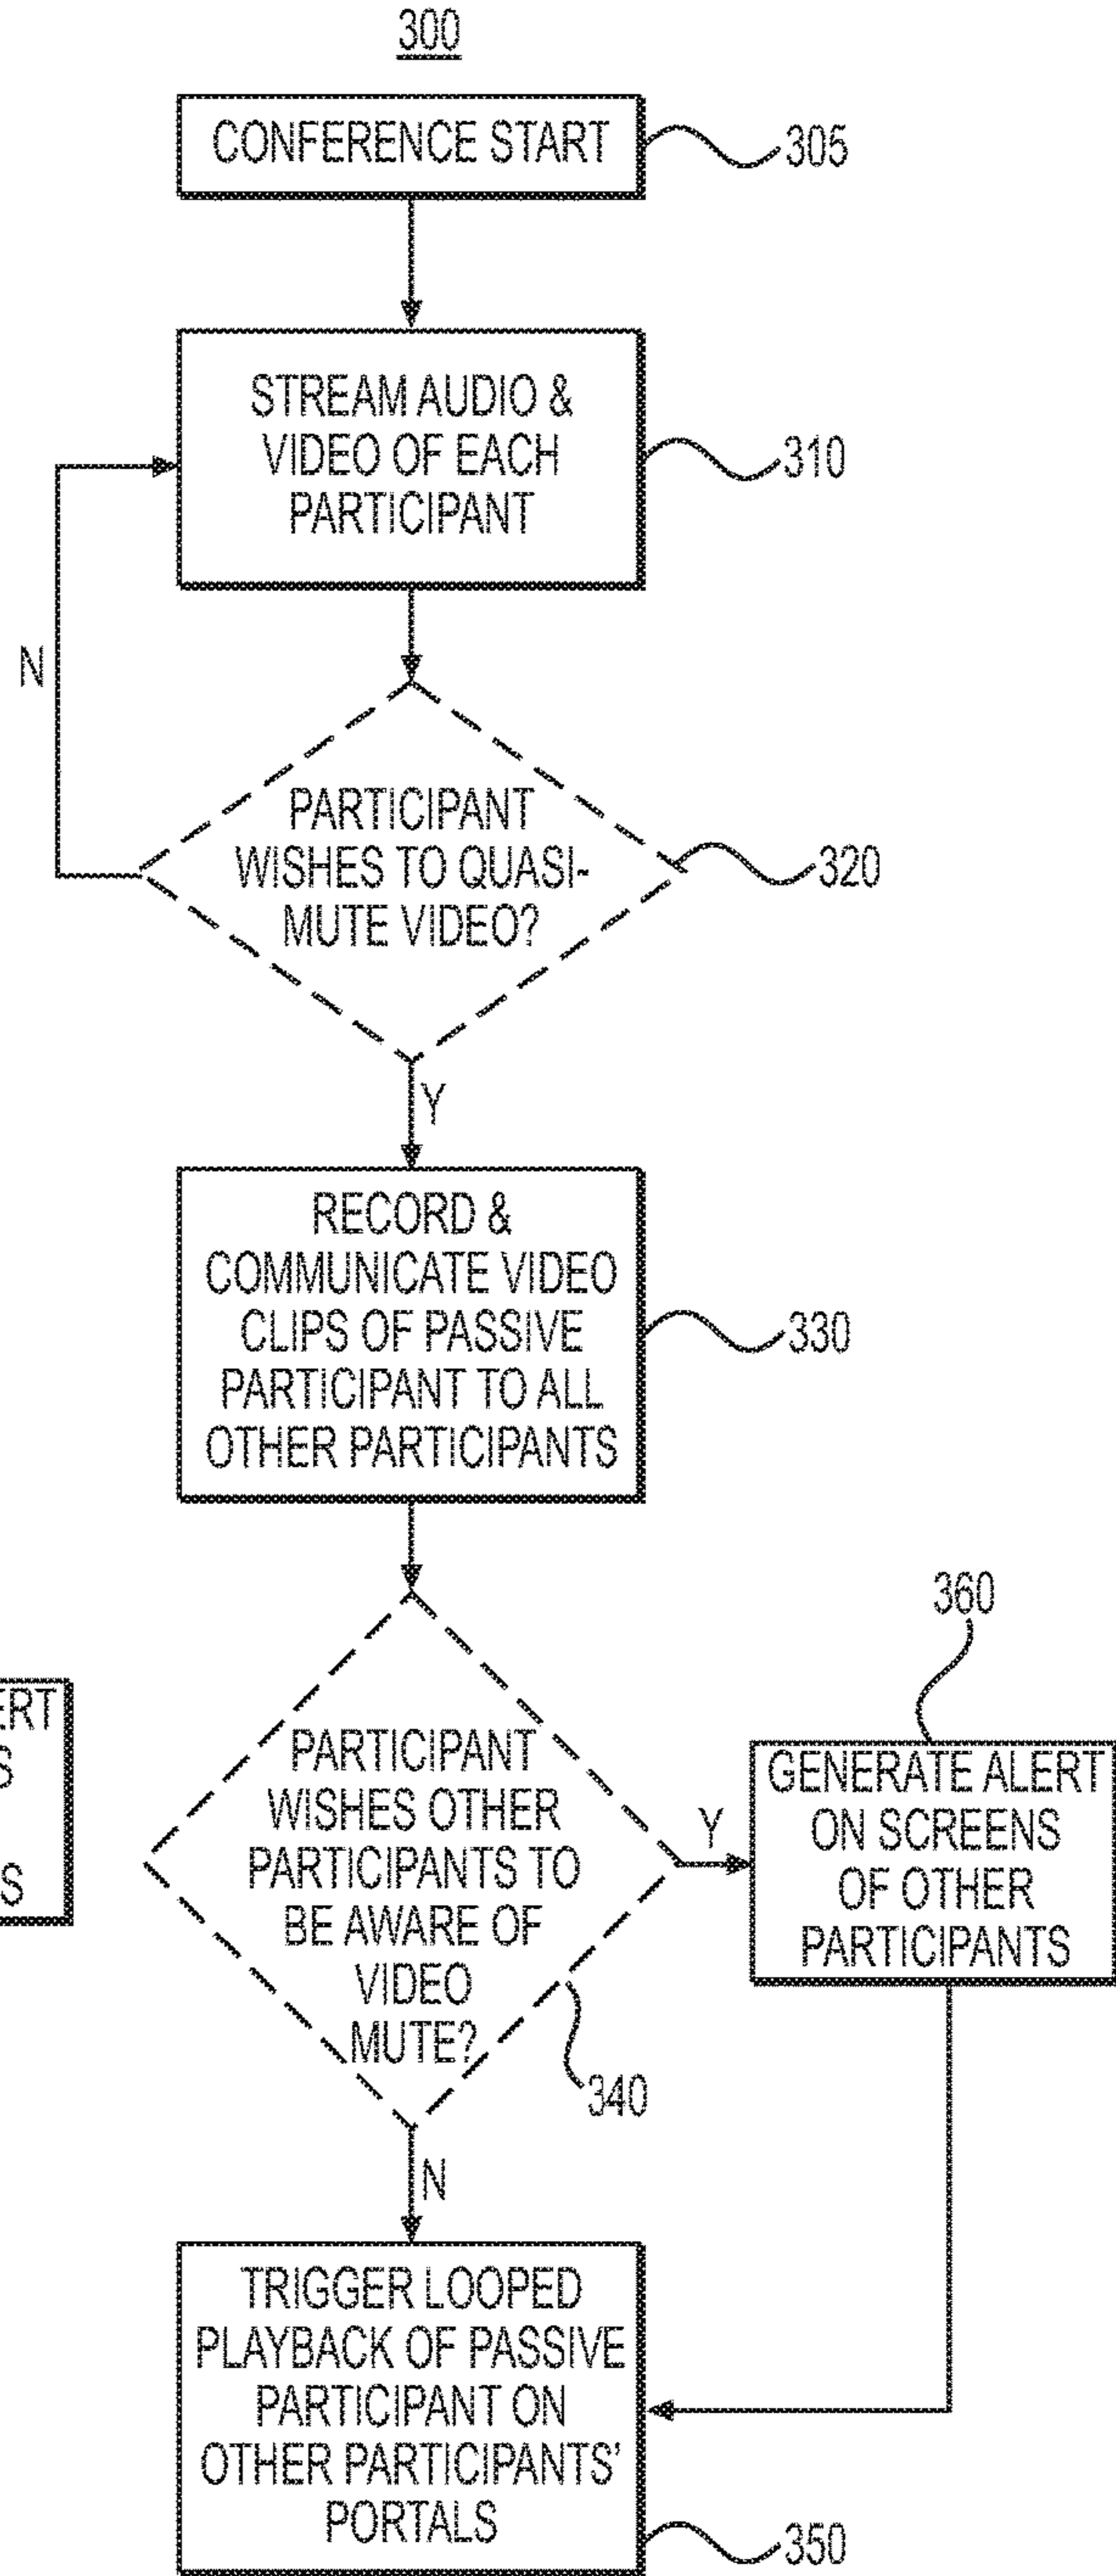 300
CONFERENCE START
305
STREAM AUDIO &
VIDEO OF EACH
PARTICIPANT
310
N
PARTICIPANT
WISHES TO QUASI-
MUTE VIDEO?
320
Y
RECORD &
COMMUNICATE VIDEO
CLIPS OF PASSIVE
PARTICIPANT TO ALL
OTHER PARTICIPANTS
330
PARTICIPANT
WISHES OTHER
PARTICIPANTS TO
BE AWARE OF
VIDEO
MUTE?
340
Y
360
GENERATE ALERT
ON SCREENS
OF OTHER
PARTICIPANTS
N
TRIGGER LOOPED
PLAYBACK OF PASSIVE
PARTICIPANT ON
OTHER PARTICIPANTS'
PORTALS
350